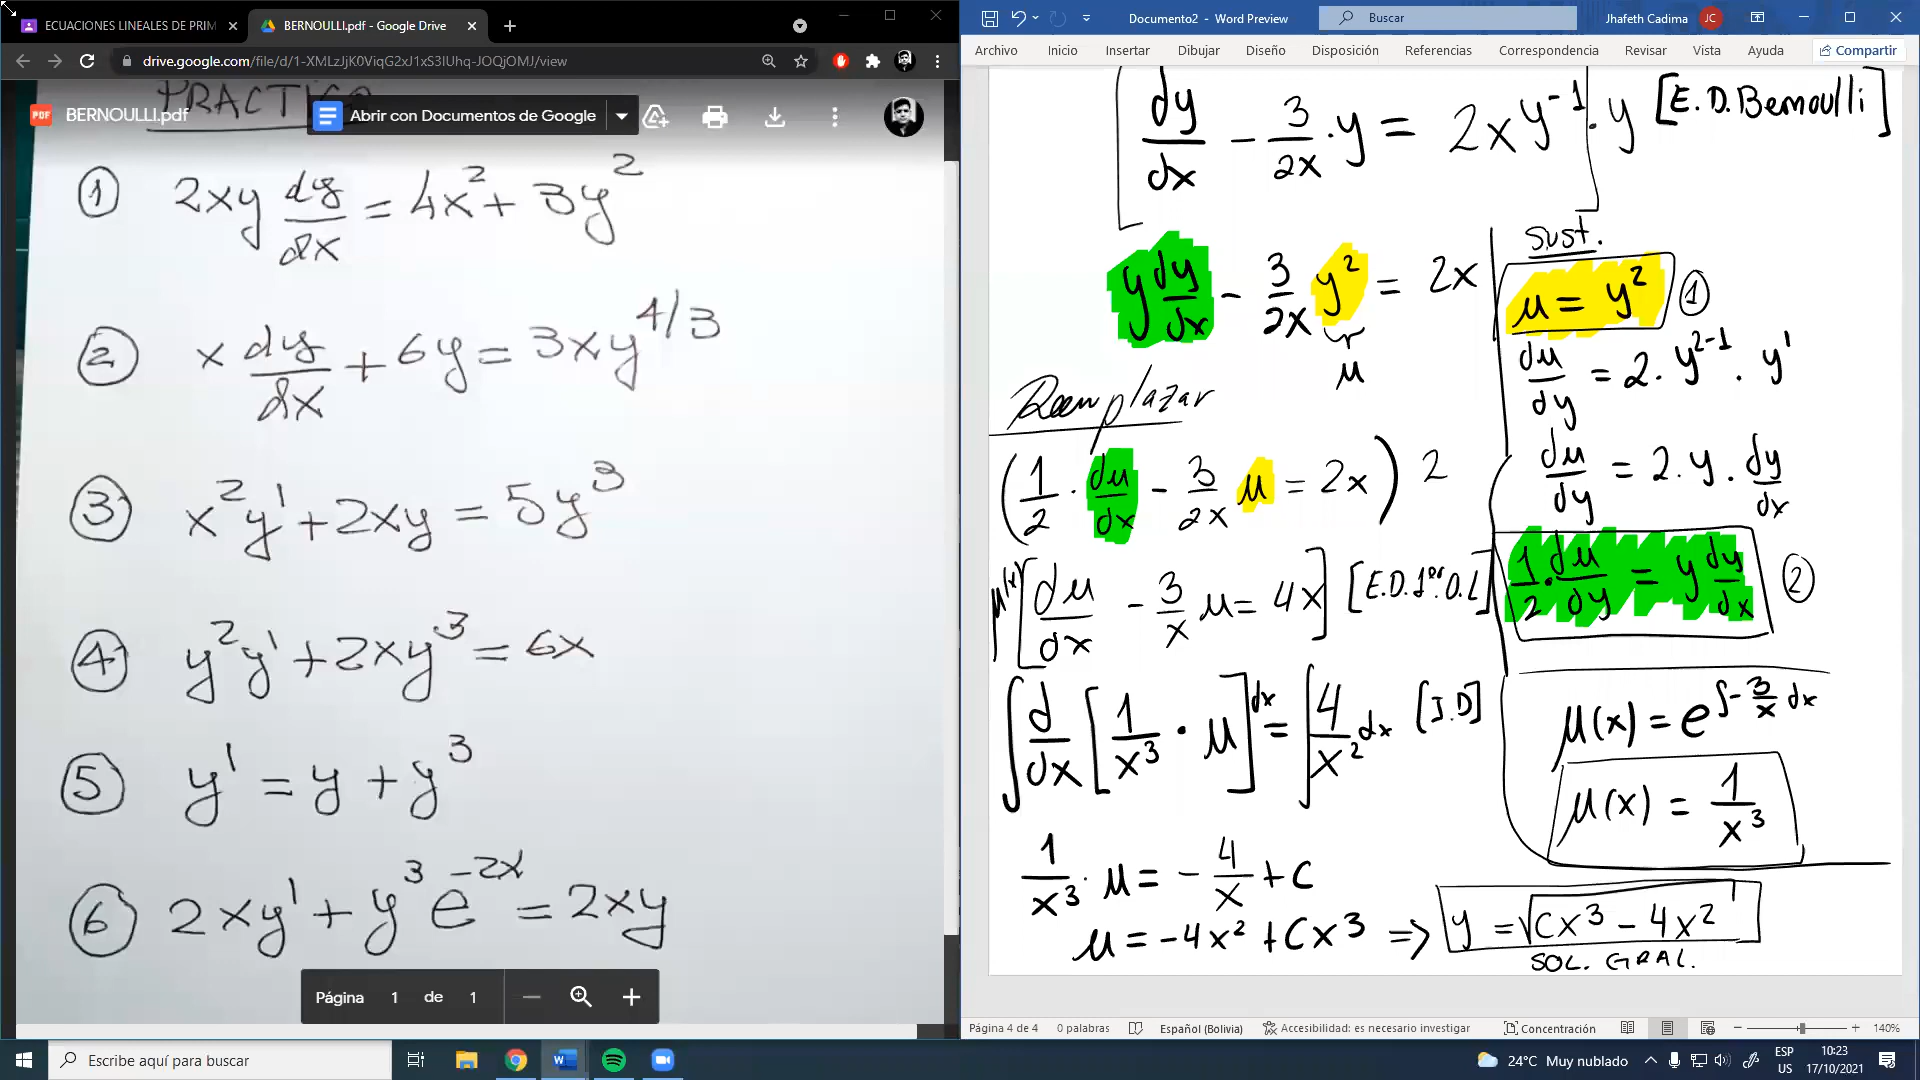 ECUACIONES LINEALES DE PRIM
BERNOULLI.pdf - Google Drive
drive.google.com/file/d/1-XMLzJjK0ViqG2xJ1xS3IUhq-JOQjOMJ/view
PRACTICO
PDF BERNOULLI.pdf
Abrir con Documentos de Google
① 2xy dy/dx = 4x² + 3y²
② x dy/dx + 6y = 3xy^4/3
③ x²y' + 2xy = 5y³
④ y²y' + 2xy³ = 6x
⑤ y' = y + y³
⑥ 2xy' + y³e^-2x = 2xy
Página 1 de 1
Documento2 - Word Preview
Buscar
Jhafeth Cadima JC
Archivo Inicio Insertar Dibujar Diseño Disposición Referencias Correspondencia Revisar Vista Ayuda Compartir
[dy/dx - 3/2x · y = 2xy^-1] · y [E.D.Bernoulli]
y dy/dx - 3/2x y² = 2x
μ
Reemplazar
(1/2 · dμ/dx - 3/2x μ = 2x) 2
μ(x) [dμ/dx - 3/x μ = 4x] [E.D.1er.O.L]
∫ d/dx [1/x³ · μ] dx = ∫ 4/x² dx [I.D]
1/x³ · μ = - 4/x + C
μ = -4x² + Cx³ => y = √Cx³ - 4x²
SOL. GRAL.
Sust.
μ = y² ①
dμ/dy = 2 · y^2-1 · y'
dμ/dy = 2 · y · dy/dx
1/2 · dμ/dy = y dy/dx ②
μ(x) = e^∫-3/x dx
μ(x) = 1/x³
Página 4 de 4 0 palabras Español (Bolivia) Accesibilidad: es necesario investigar Concentración 140%
Escribe aquí para buscar
24°C Muy nublado
ESP
US
10:23
17/10/2021